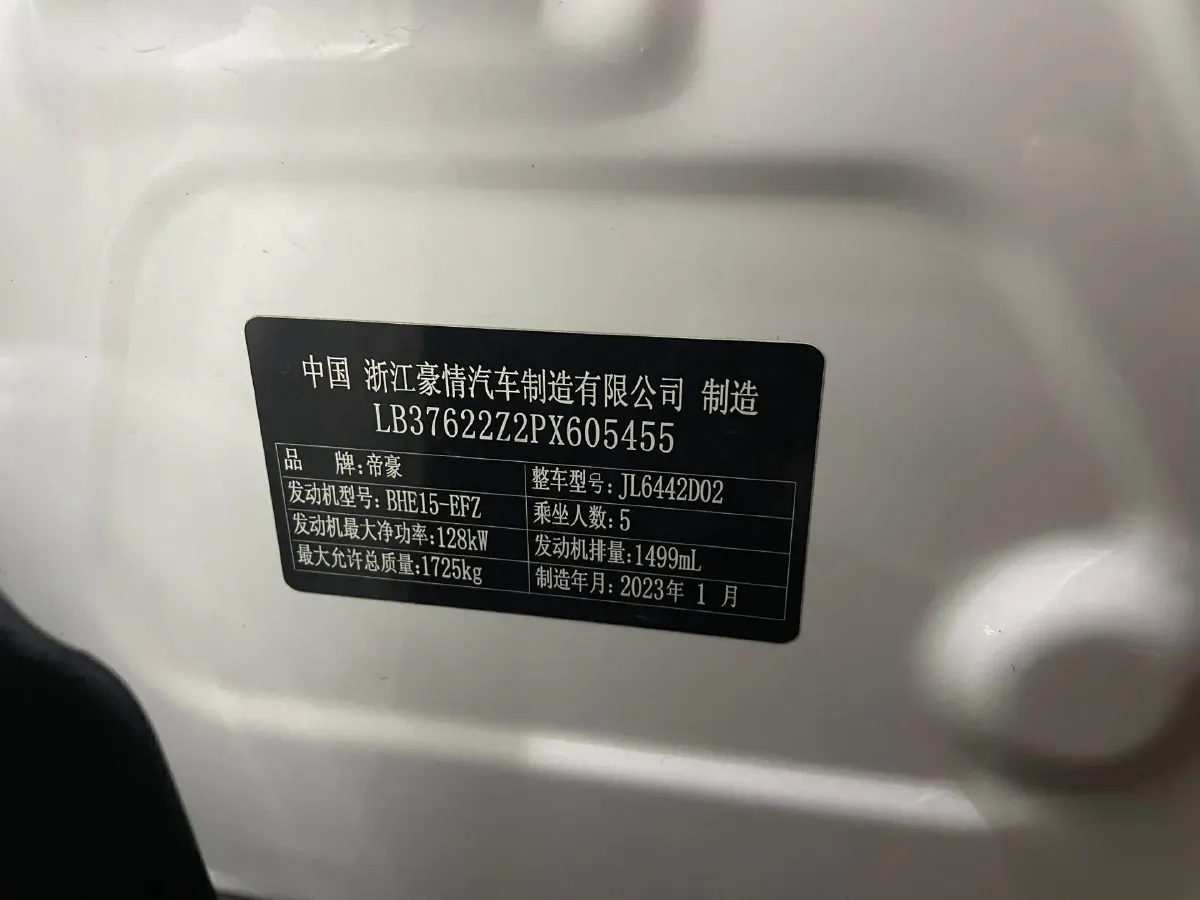 中国 浙江豪情汽车制造有限公司 制造
LB37622Z2PX605455
品 牌:帝豪 整车型号:JL6442D02
发动机型号:BHE15-EFZ 乘坐人数:5
发动机最大净功率:128kW 发动机排量:1499mL
最大允许总质量:1725kg 制造年月:2023年 1 月